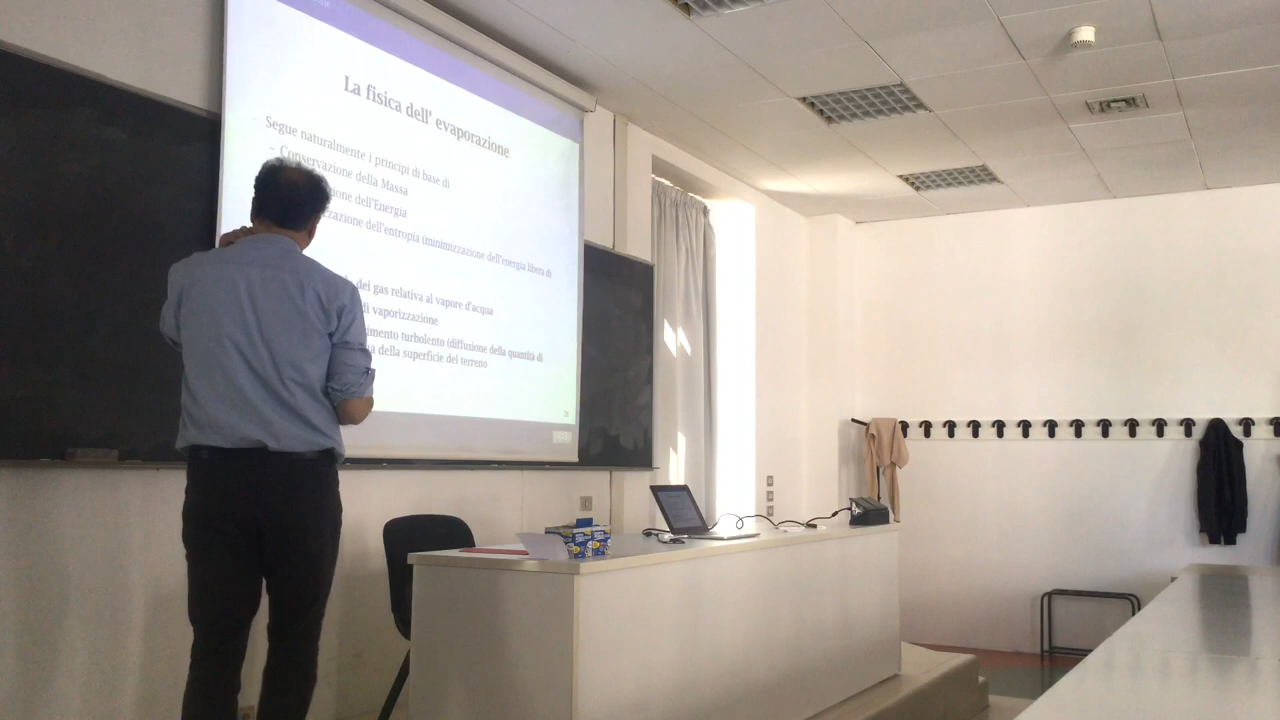 La fisica dell' evaporazione
Segue naturalmente i principi di base di
– Conservazione della Massa
dell'Energia
dell'entropia (minimizzazione dell'energia libera di
dei gas relativa al vapore d'acqua
di vaporizzazione
turbolento (diffusione della quantità di
della superficie del terreno